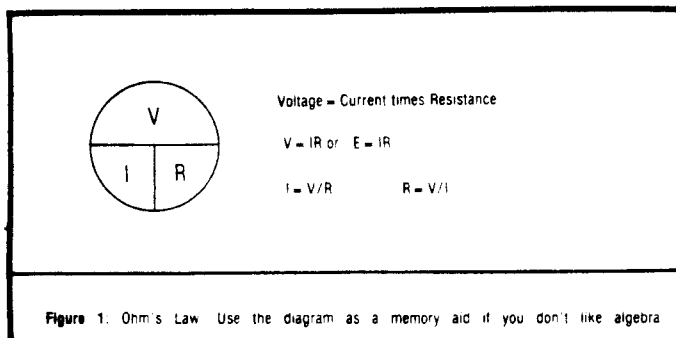 V
I R
Voltage = Current times Resistance
V = IR or E = IR
I = V/R R = V/I
Figure 1: Ohm's Law Use the diagram as a memory aid if you don't like algebra